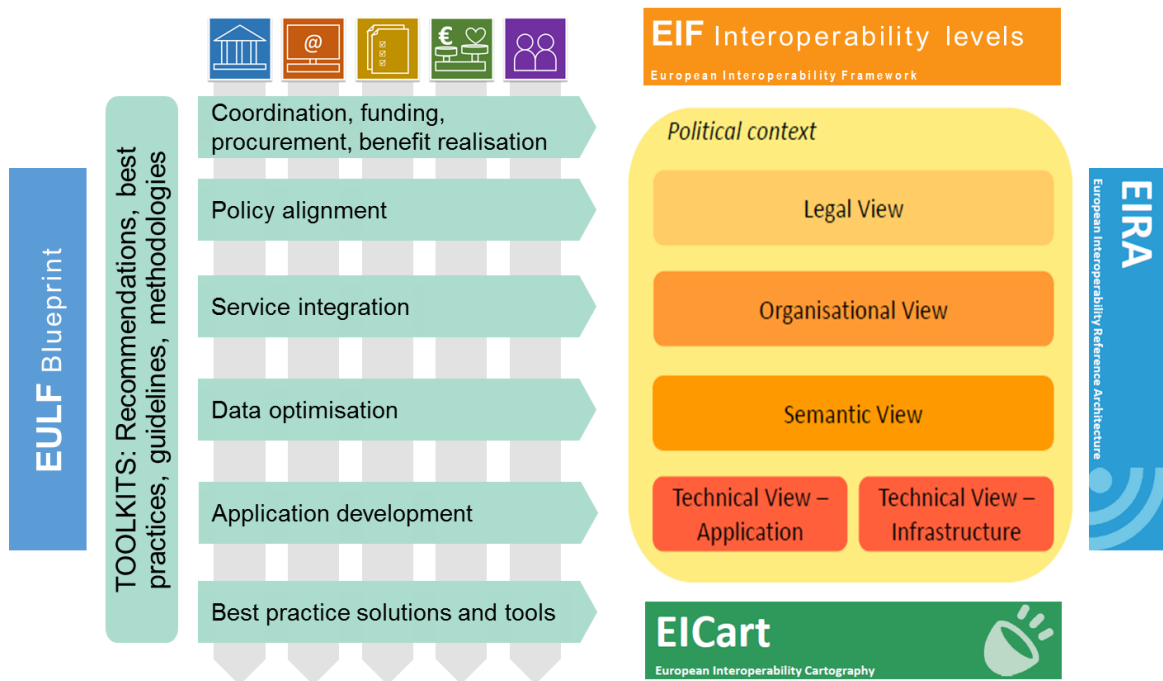 EULF Blueprint
TOOLKITS: Recommendations, best
practices, guidelines, methodologies
@
€
Coordination, funding,
procurement, benefit realisation
Policy alignment
Service integration
Data optimisation
Application development
Best practice solutions and tools
EIF Interoperability levels
European Interoperability Framework
Political context
Legal View
Organisational View
Semantic View
Technical View –
Application
Technical View –
Infrastructure
EIRA
European Interoperability Reference Architecture
EICart
European Interoperability Cartography